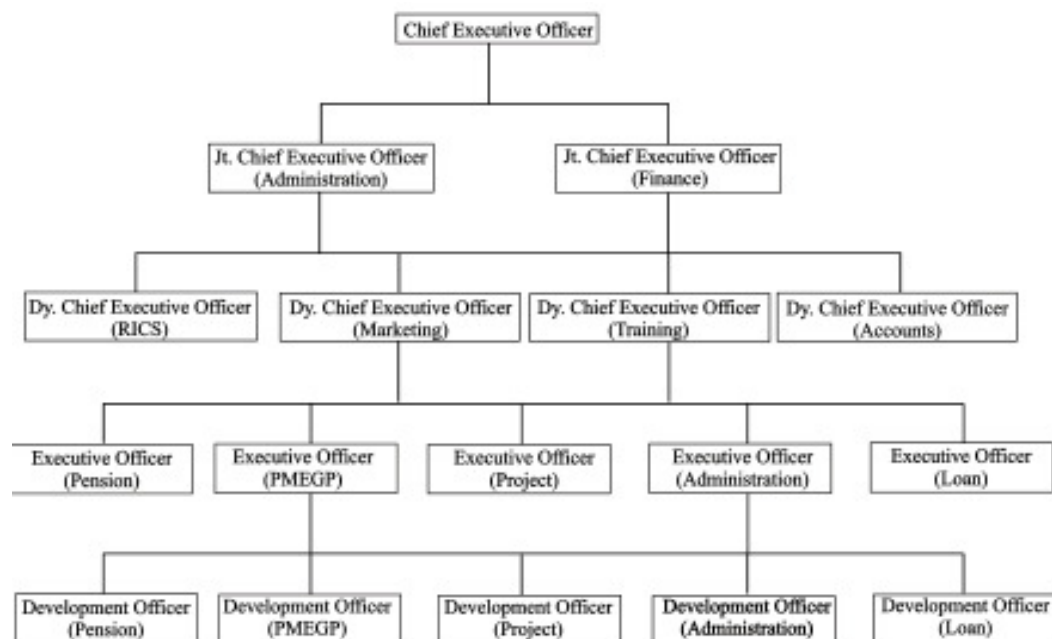 Chief Executive Officer
Jt. Chief Executive Officer
(Administration)
Jt. Chief Executive Officer
(Finance)
Dy. Chief Executive Officer
(RICS)
Dy. Chief Executive Officer
(Marketing)
Dy. Chief Executive Officer
(Training)
Dy. Chief Executive Officer
(Accounts)
Executive Officer
(Pension)
Executive Officer
(PMEGP)
Executive Officer
(Project)
Executive Officer
(Administration)
Executive Officer
(Loan)
Development Officer
(Pension)
Development Officer
(PMEGP)
Development Officer
(Project)
Development Officer
(Administration)
Development Officer
(Loan)